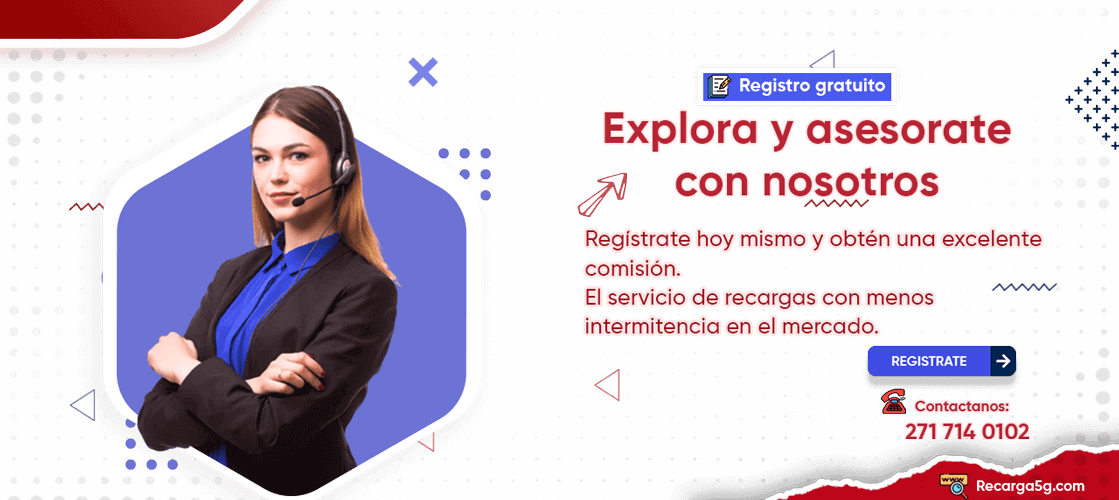 Registro gratuito
Explora y asesorate
con nosotros
Regístrate hoy mismo y obtén una excelente
comisión.
El servicio de recargas con menos
intermitencia en el mercado.
REGISTRATE
Contactanos:
271 714 0102
www
Recarga5g.com